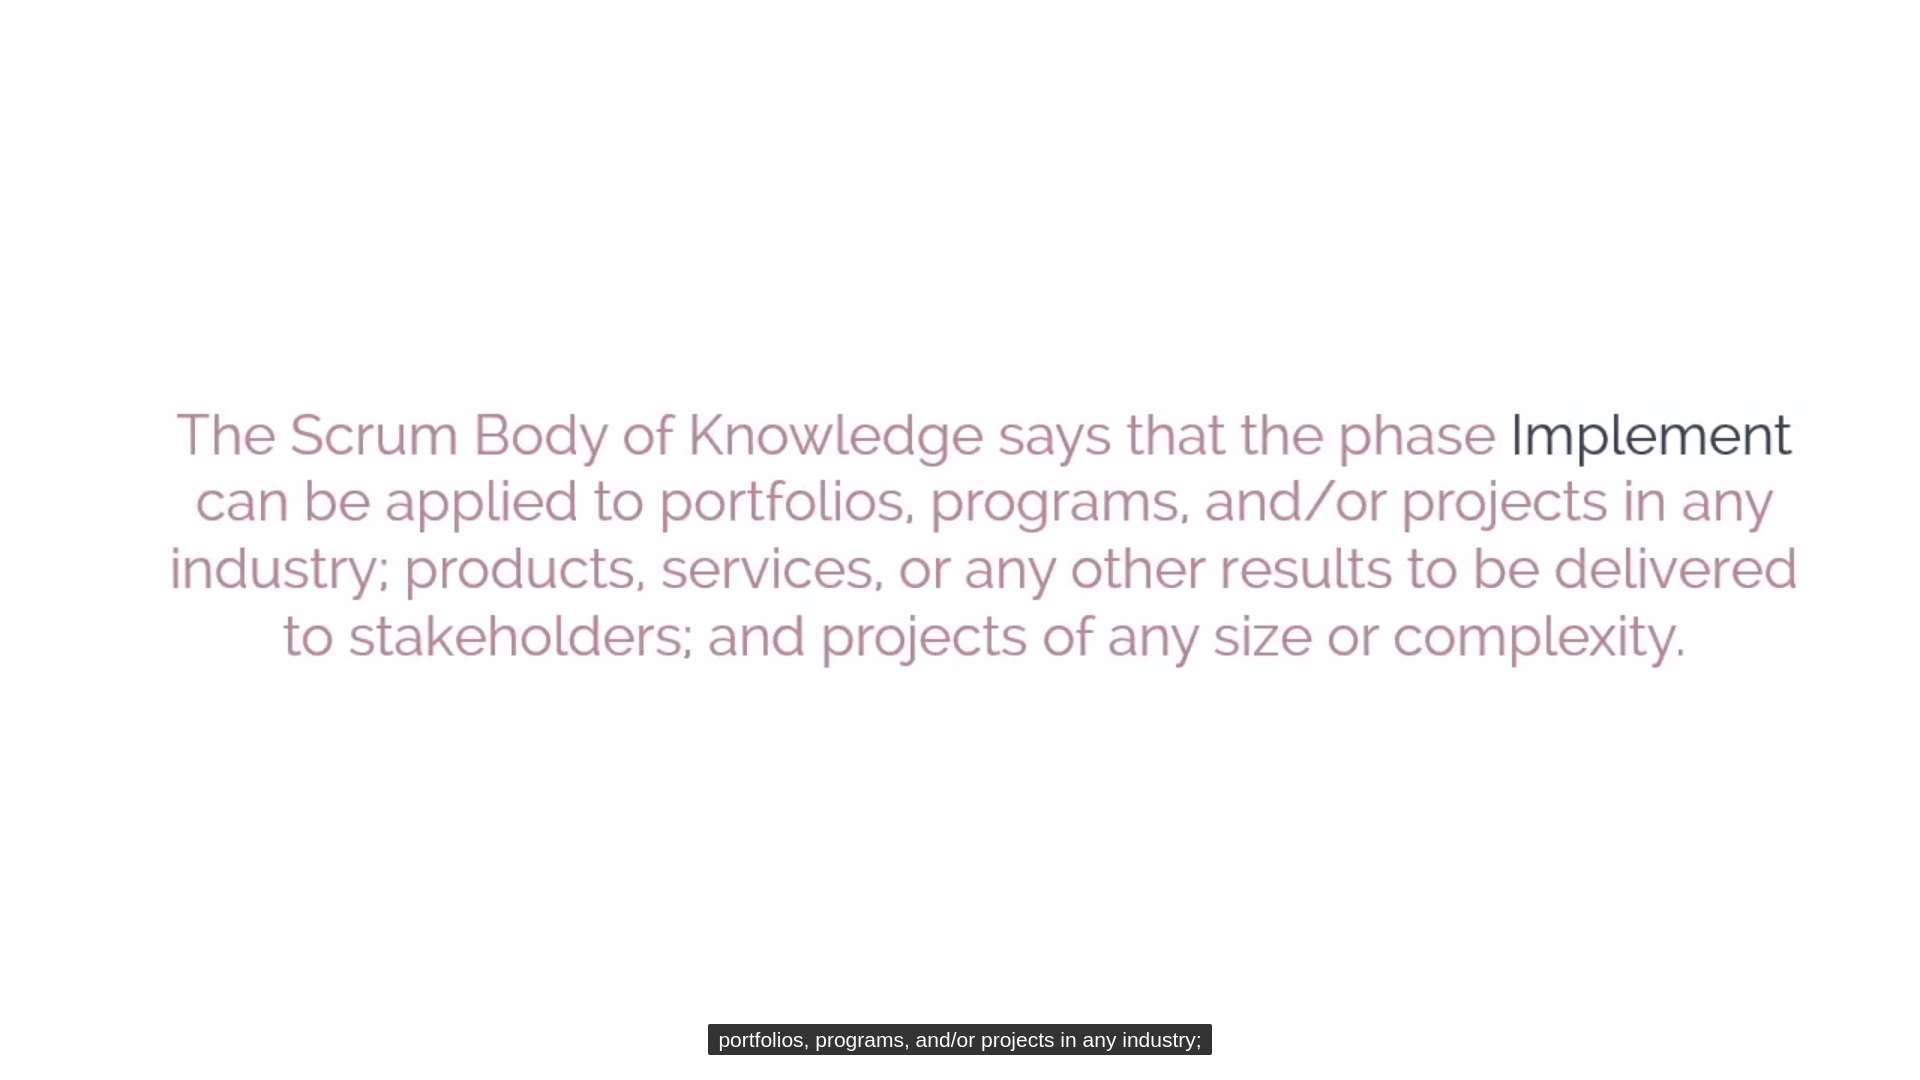 The Scrum Body of Knowledge says that the phase Implement
can be applied to portfolios, programs, and/or projects in any
industry; products, services, or any other results to be delivered
to stakeholders; and projects of any size or complexity.
portfolios, programs, and/or projects in any industry;